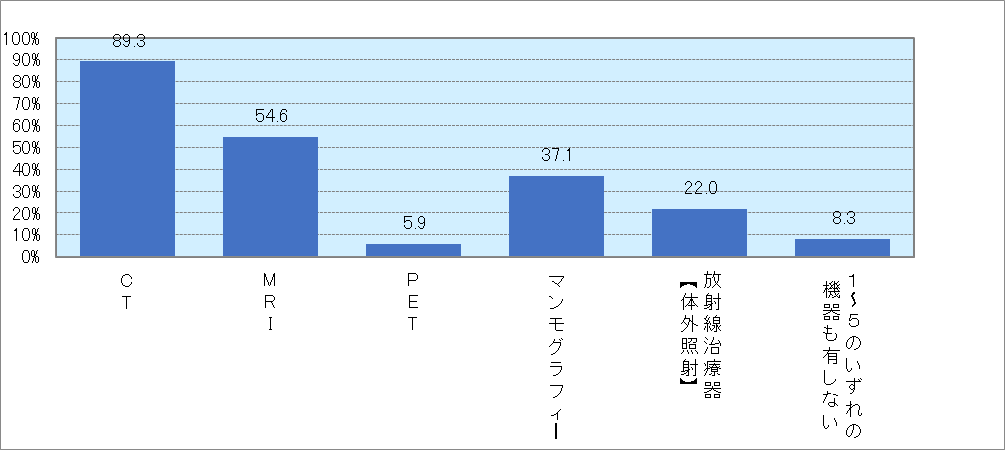 100%
90%
80%
70%
60%
50%
40%
30%
20%
10%
0%
89.3
54.6
5.9
37.1
22.0
8.3
CT
MRI
PET
マンモグラフィー
放射線治療器
【体外照射】
1～5のいずれの
機器も有しない